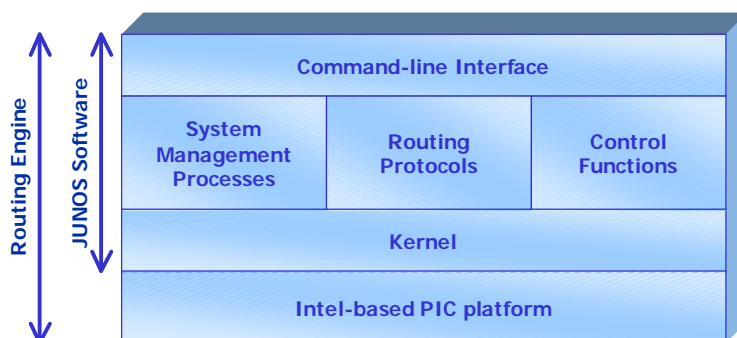 Routing Engine
JUNOS Software
Command-line Interface
System
Management
Processes
Routing
Protocols
Control
Functions
Kernel
Intel-based PIC platform